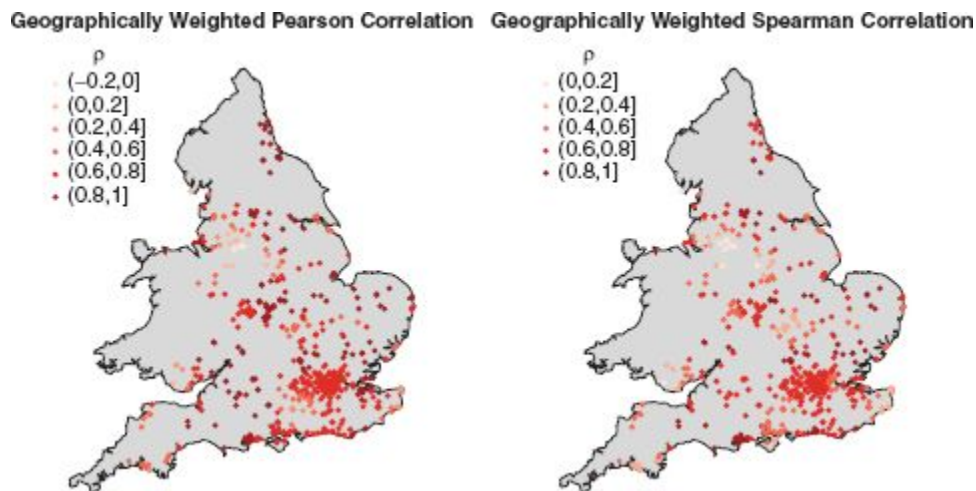 Geographically Weighted Pearson Correlation
ρ
(−0.2,0]
(0,0.2]
(0.2,0.4]
(0.4,0.6]
(0.6,0.8]
(0.8,1]
Geographically Weighted Spearman Correlation
ρ
(0,0.2]
(0.2,0.4]
(0.4,0.6]
(0.6,0.8]
(0.8,1]